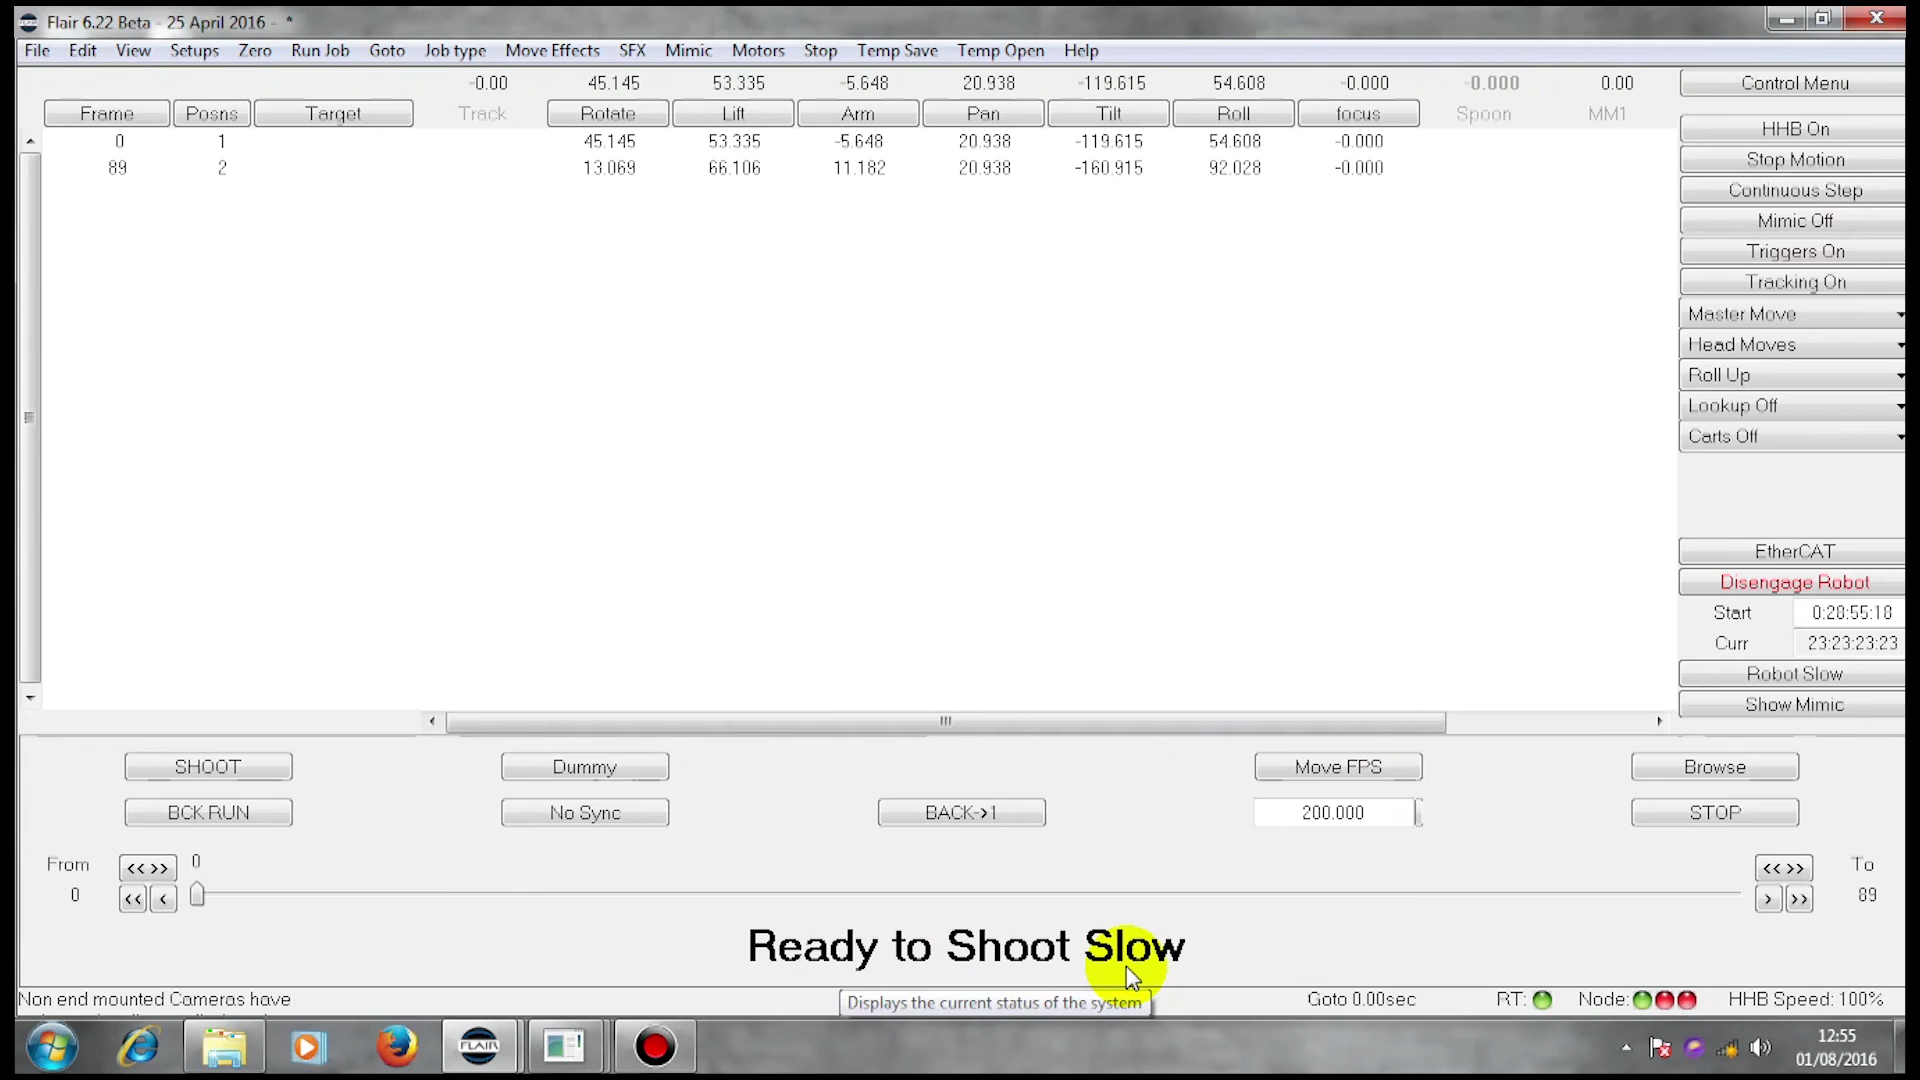 Flair 6.22 Beta - 25 April 2016 - *
File Edit View Setups Zero Run Job Goto Job type Move Effects SFX Mimic Motors Stop Temp Save Temp Open Help
-0.00 45.145 53.335 -5.648 20.938 -119.615 54.608 -0.000 -0.000 0.00 Control Menu
Frame Posns Target Track Rotate Lift Arm Pan Tilt Roll focus Spoon MM1
0 1 45.145 53.335 -5.648 20.938 -119.615 54.608 -0.000
89 2 13.069 66.106 11.182 20.938 -160.915 92.028 -0.000
HHB On
Stop Motion
Continuous Step
Mimic Off
Triggers On
Tracking On
Master Move
Head Moves
Roll Up
Lookup Off
Carts Off
EtherCAT
Disengage Robot
Start 0:28:55:18
Curr 23:23:23:23
Robot Slow
Show Mimic
SHOOT Dummy Move FPS Browse
BCK RUN No Sync BACK->1 200.000 STOP
From << >> 0 << >> To
0 << < > >> 89
Ready to Shoot Slow
Non end mounted Cameras have Displays the current status of the system Goto 0.00sec RT: Node: HHB Speed: 100%
FLAIR 12:55
01/08/2016